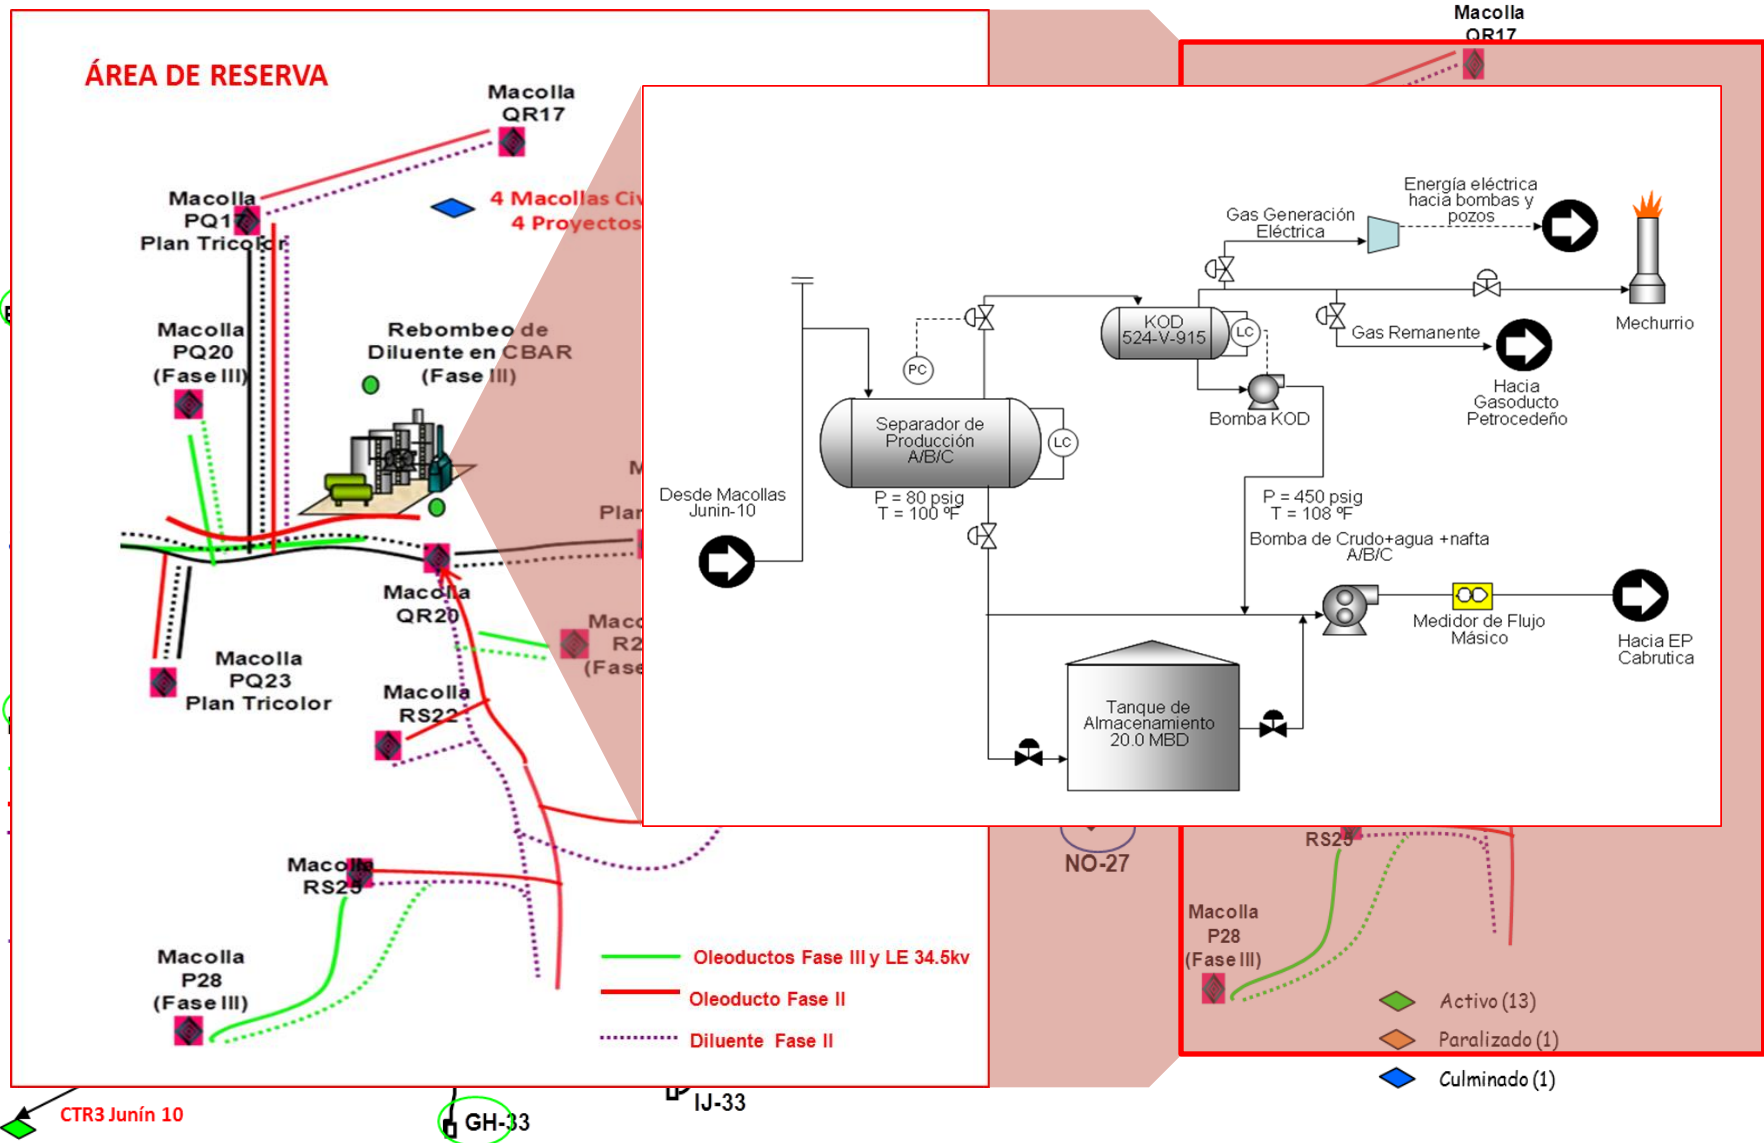 ÁREA DE RESERVA
Macolla
QR17
Macolla
PQ17
Plan Tricolor
4 Macollas Civ
4 Proyectos
Macolla
PQ20
(Fase III)
Rebombeo de
Diluente en CBAR
(Fase III)
Plan
Macolla
QR20
Macolla
PQ23
Plan Tricolor
Maco
R2
(Fase
Macolla
RS22
Macolla
RS25
Macolla
P28
(Fase III)
Oleoductos Fase III y LE 34.5kv
Oleoducto Fase II
Diluente Fase II
Desde Macollas
Junin-10
Separador de
Producción
A/B/C
P = 80 psig
T = 100 ºF
PC
LC
KOD
524-V-915
LC
Bomba KOD
Gas Generación
Eléctrica
Energía eléctrica
hacia bombas y
pozos
Mechurrio
Gas Remanente
Hacia
Gasoducto
Petrocedeño
P = 450 psig
T = 108 ºF
Bomba de Crudo+agua +nafta
A/B/C
Medidor de Flujo
Másico
Hacia EP
Cabrutica
Tanque de
Almacenamiento
20.0 MBD
Macolla
QR17
NO-27
RS25
Macolla
P28
(Fase III)
Activo (13)
Paralizado (1)
Culminado (1)
CTR3 Junín 10
GH-33
IJ-33